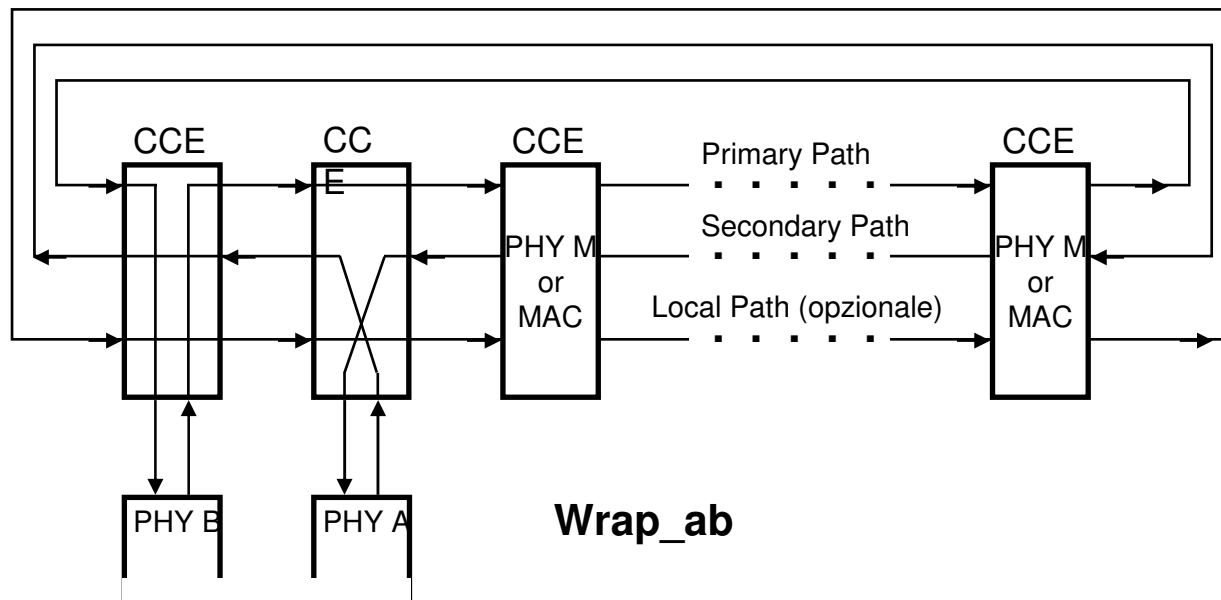 CCE
CC
E
CCE
CCE
Primary Path
Secondary Path
Local Path (opzionale)
PHY M
or
MAC
PHY M
or
MAC
PHY B
PHY A
Wrap_ab